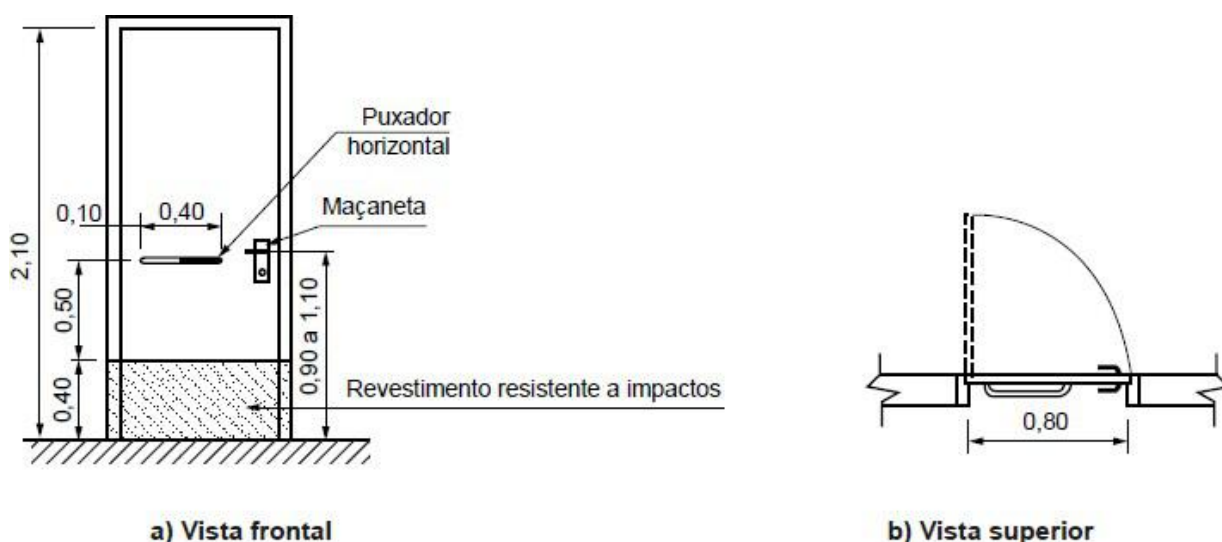 Puxador
horizontal
0,10
0,40
Maçaneta
2,10
0,50
0,90 a 1,10
0,40
Revestimento resistente a impactos
0,80
a) Vista frontal
b) Vista superior